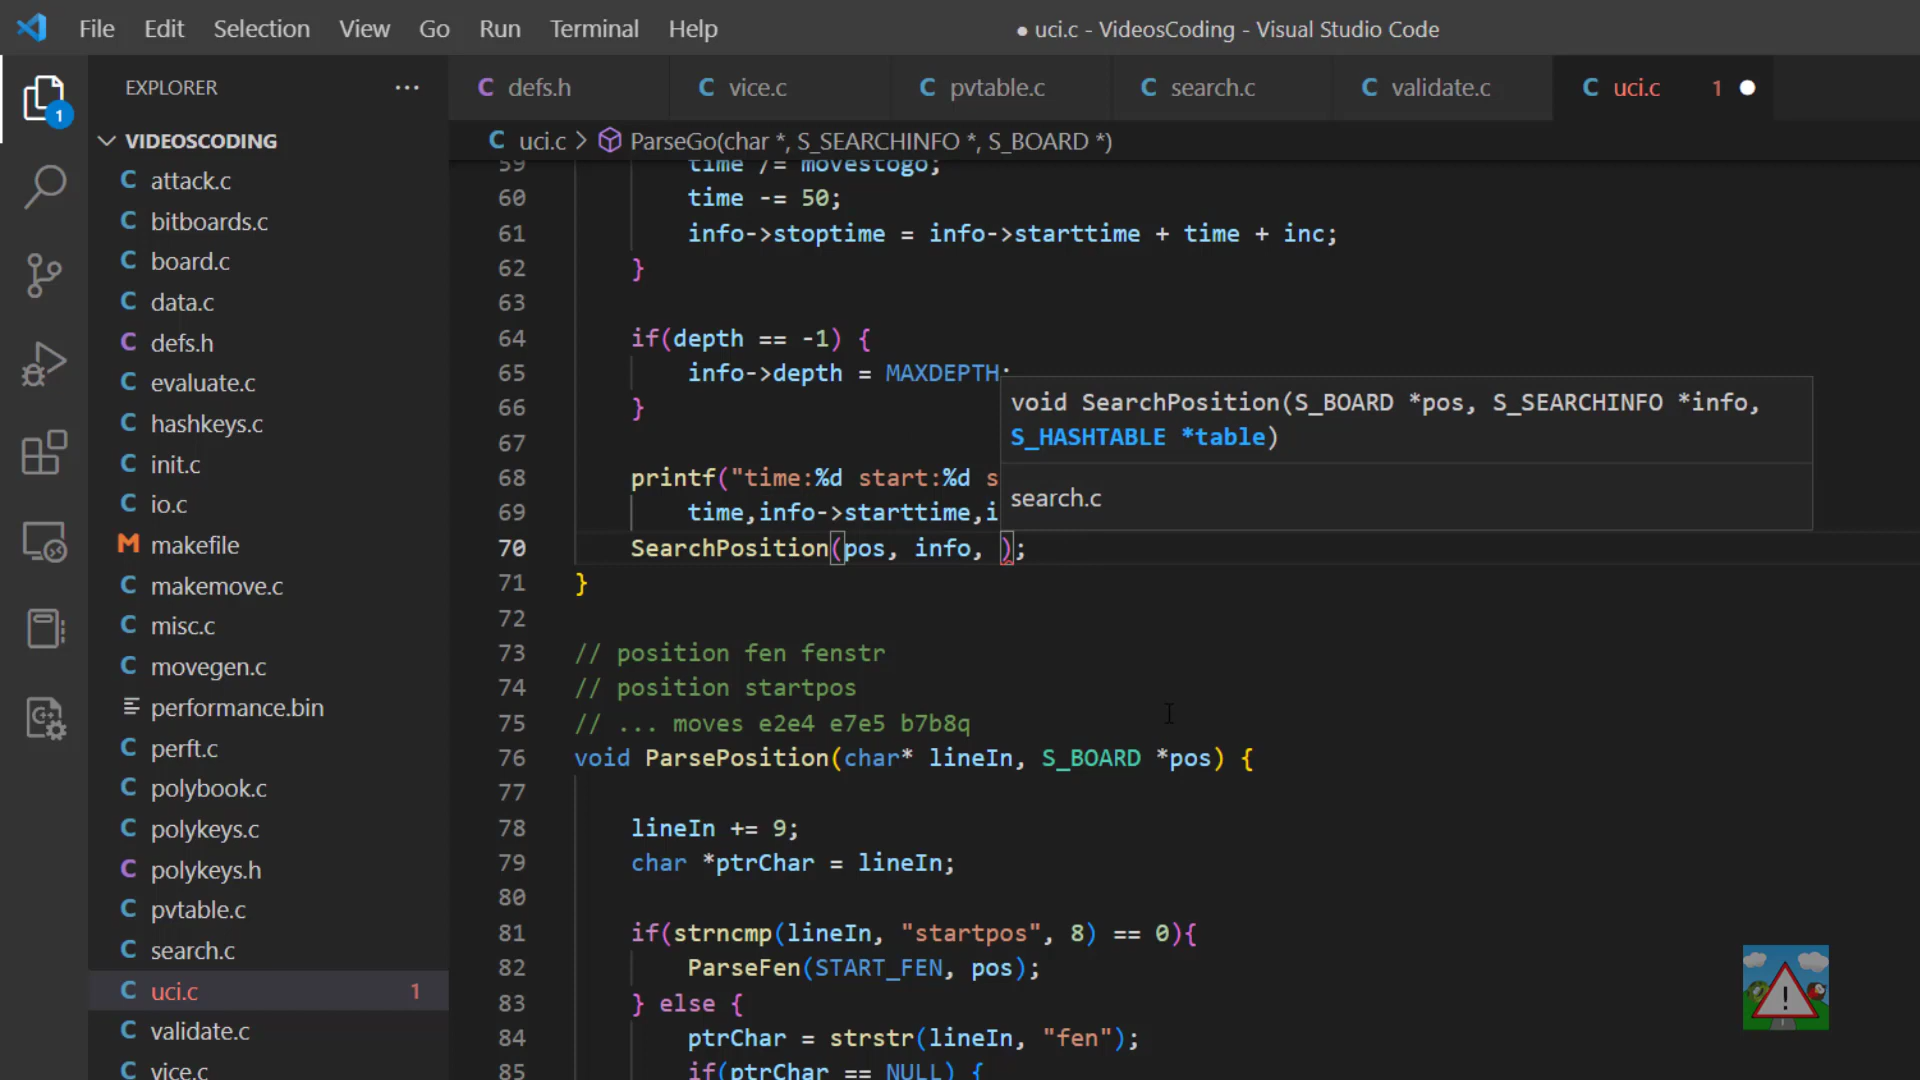 File Edit Selection View Go Run Terminal Help
● uci.c - VideosCoding - Visual Studio Code
EXPLORER ...
C defs.h
C vice.c
C pvtable.c
C search.c
C validate.c
C uci.c 1
1
VIDEOSCODING
C uci.c > ParseGo(char *, S_SEARCHINFO *, S_BOARD *)
C attack.c
C bitboards.c
C board.c
C data.c
C defs.h
C evaluate.c
C hashkeys.c
C init.c
C io.c
M makefile
C makemove.c
C misc.c
C movegen.c
performance.bin
C perft.c
C polybook.c
C polykeys.c
C polykeys.h
C pvtable.c
C search.c
C uci.c 1
C validate.c
C vice.c
59 time /= movestogo;
60 time -= 50;
61 info->stoptime = info->starttime + time + inc;
62 }
63
64 if(depth == -1) {
65 info->depth = MAXDEPTH;
66 }
67
68 printf("time:%d start:%d s
69 time,info->starttime,i
70 SearchPosition(pos, info, );
71 }
72
73 // position fen fenstr
74 // position startpos
75 // ... moves e2e4 e7e5 b7b8q
76 void ParsePosition(char* lineIn, S_BOARD *pos) {
77
78 lineIn += 9;
79 char *ptrChar = lineIn;
80
81 if(strncmp(lineIn, "startpos", 8) == 0){
82 ParseFen(START_FEN, pos);
83 } else {
84 ptrChar = strstr(lineIn, "fen");
85 if(ptrChar == NULL) {
void SearchPosition(S_BOARD *pos, S_SEARCHINFO *info,
S_HASHTABLE *table)
search.c